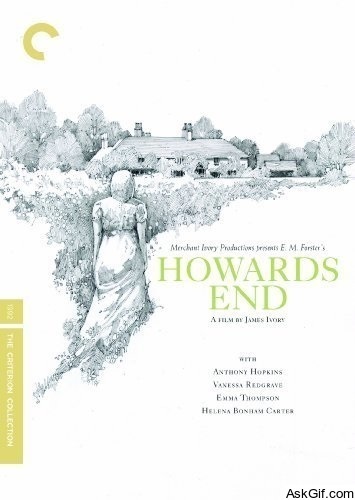 Merchant Ivory Productions presents E. M. Forster's
HOWARDS
END
A FILM BY JAMES IVORY
WITH
ANTHONY HOPKINS
VANESSA REDGRAVE
EMMA THOMPSON
HELENA BONHAM CARTER
1992
THE CRITERION COLLECTION
AskGif.com